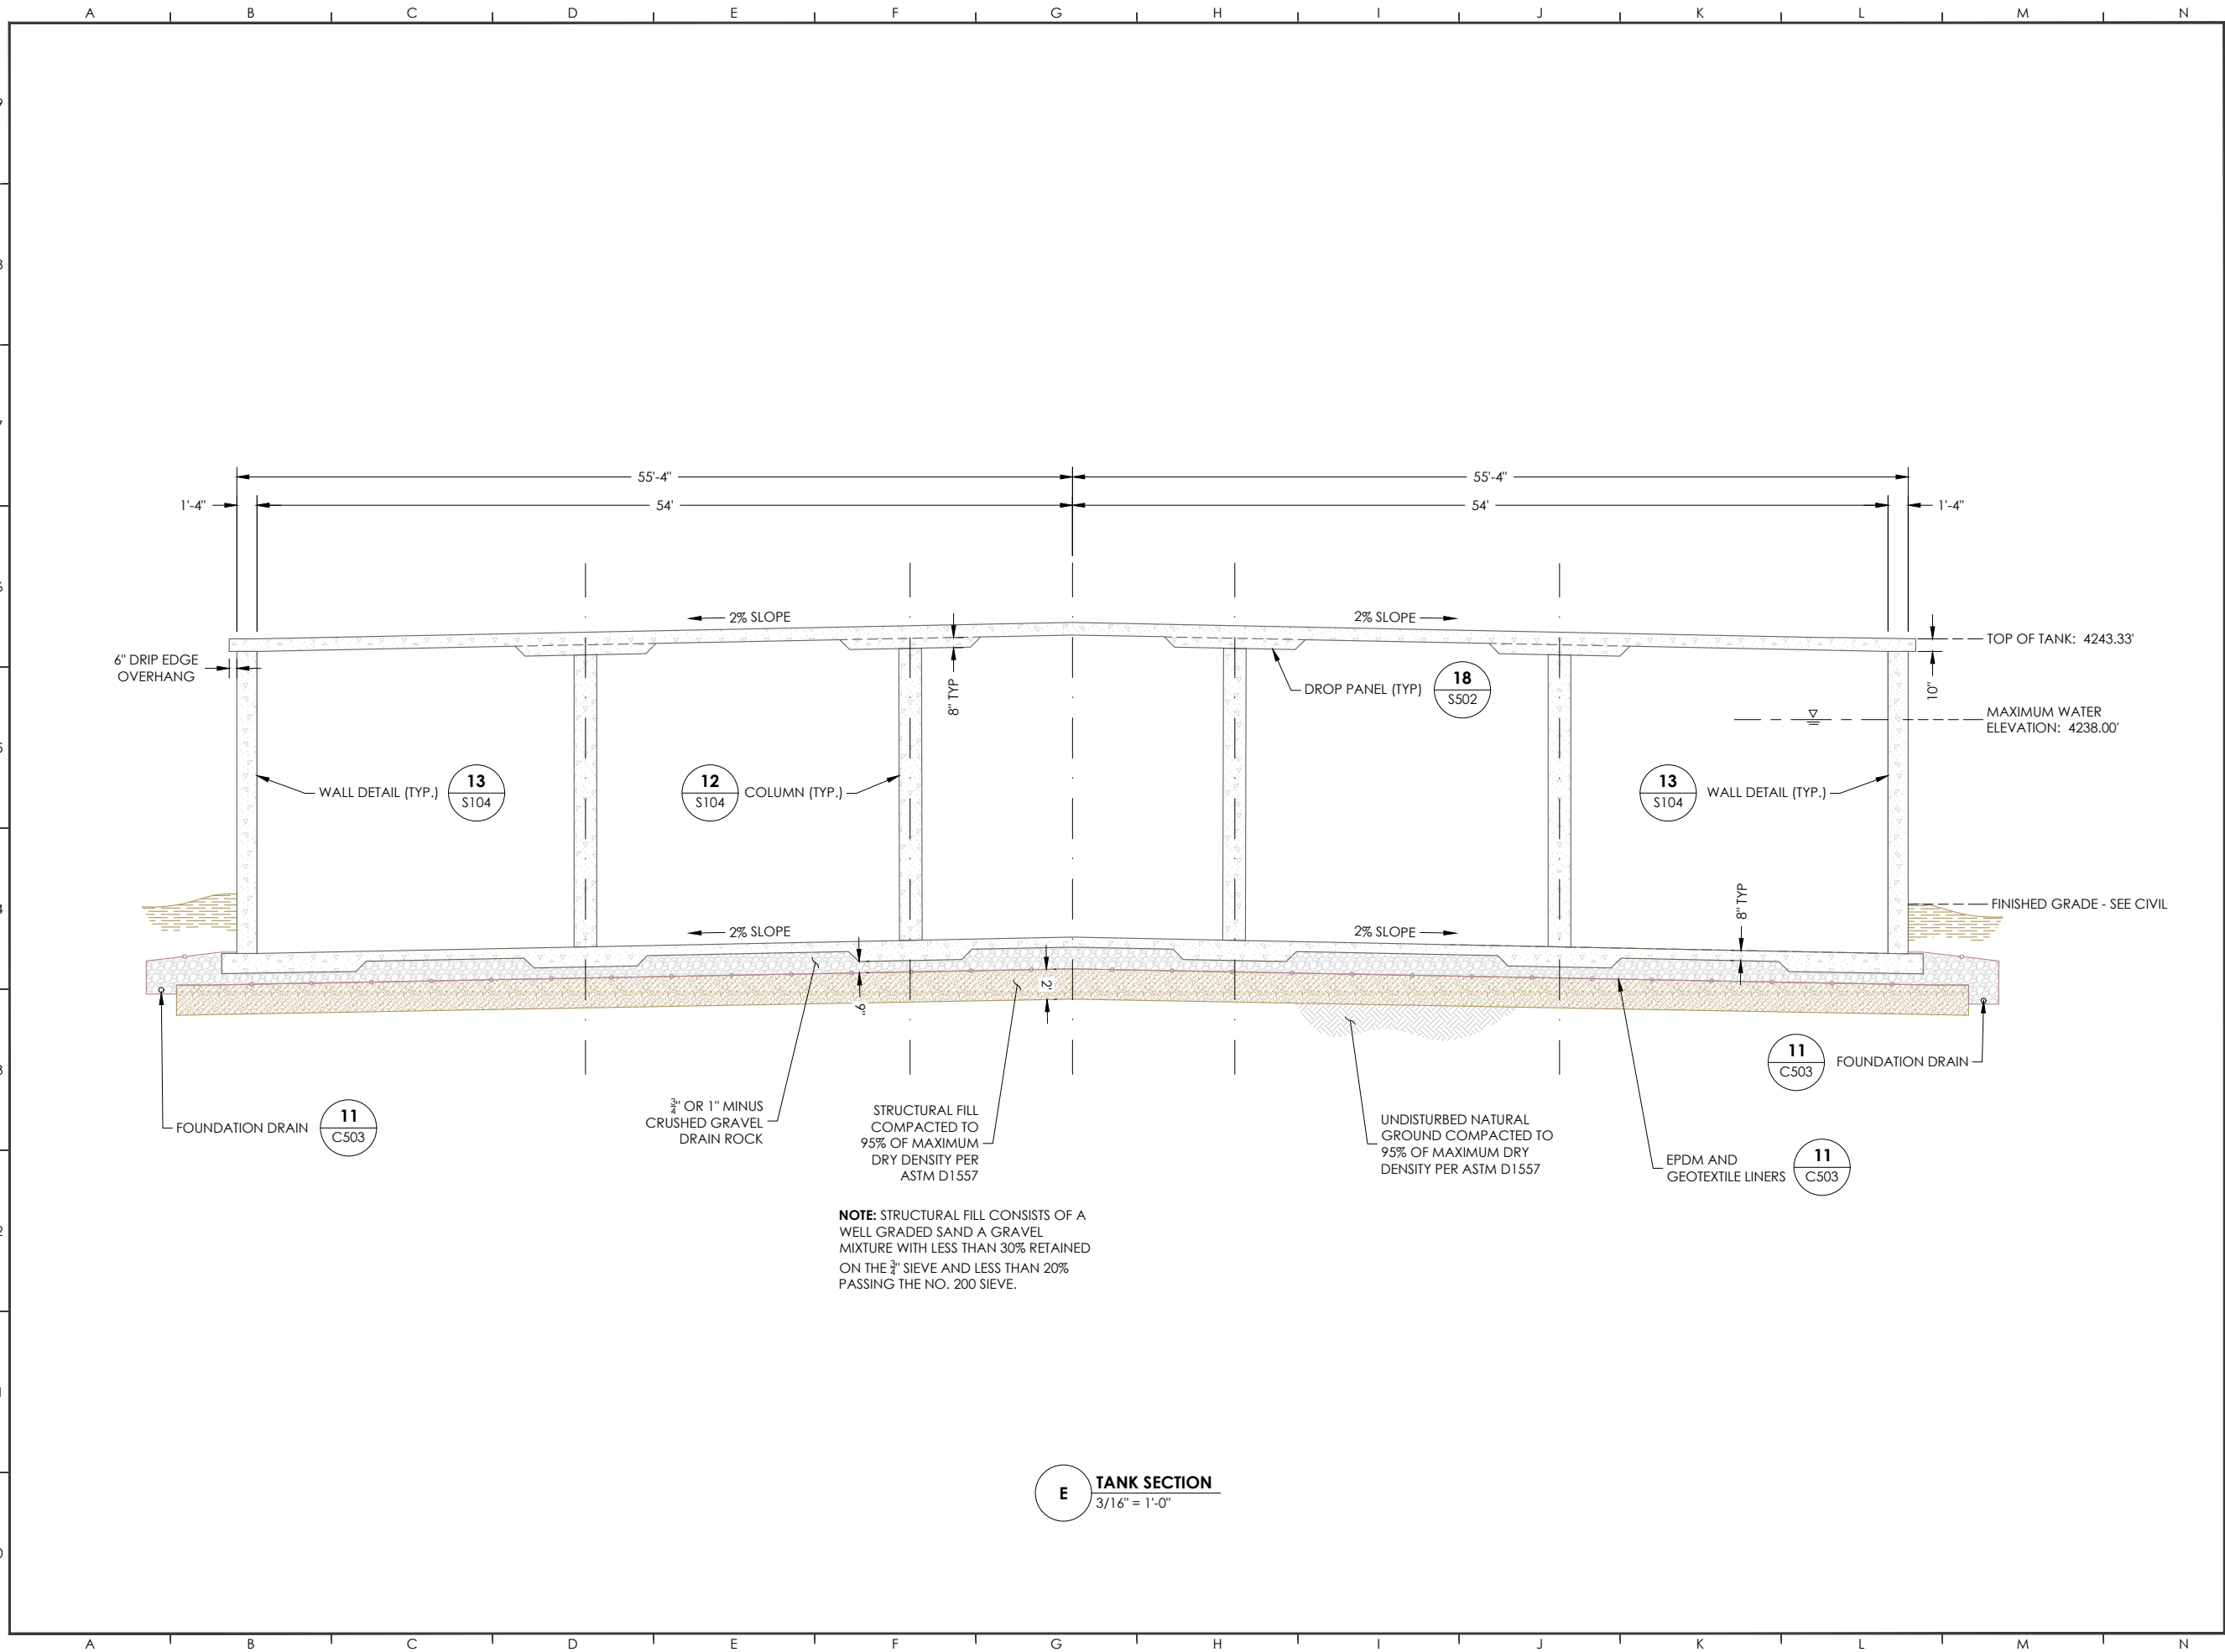 A B C D E F G H I J K L M N
55'-4" 55'-4"
1'-4" 54' 54' 1'-4"
2% SLOPE 2% SLOPE
TOP OF TANK: 4243.33'
6" DRIP EDGE
OVERHANG
8" TYP
DROP PANEL (TYP)
18
S502
10"
MAXIMUM WATER
ELEVATION: 4238.00'
WALL DETAIL (TYP.)
13
S104
12
S104
COLUMN (TYP.)
13
S104
WALL DETAIL (TYP.)
8" TYP
FINISHED GRADE - SEE CIVIL
2% SLOPE 2% SLOPE
9"
2'
FOUNDATION DRAIN
11
C503
3/4" OR 1" MINUS
CRUSHED GRAVEL
DRAIN ROCK
STRUCTURAL FILL
COMPACTED TO
95% OF MAXIMUM
DRY DENSITY PER
ASTM D1557
UNDISTURBED NATURAL
GROUND COMPACTED TO
95% OF MAXIMUM DRY
DENSITY PER ASTM D1557
11
C503
FOUNDATION DRAIN
EPDM AND
GEOTEXTILE LINERS
11
C503
NOTE: STRUCTURAL FILL CONSISTS OF A
WELL GRADED SAND A GRAVEL
MIXTURE WITH LESS THAN 30% RETAINED
ON THE 3/4" SIEVE AND LESS THAN 20%
PASSING THE NO. 200 SIEVE.
E
TANK SECTION
3/16" = 1'-0"
A B C D E F G H I J K L M N